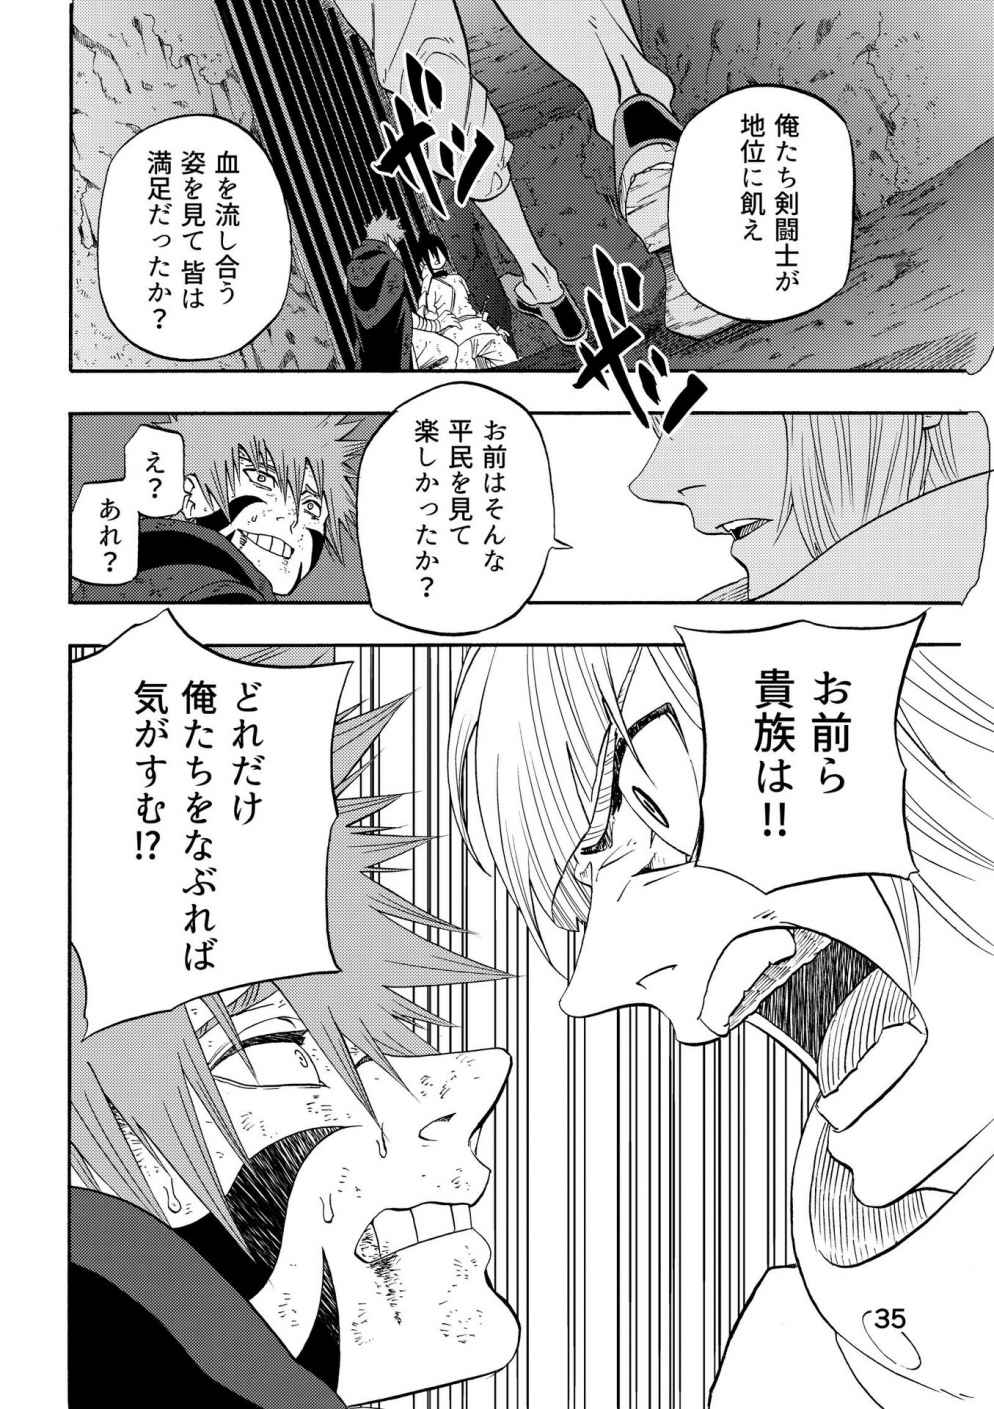 俺たち剣闘士が
地位に飢え
ザッ
血を流し合う
姿を見て 皆は
満足だったか？
ザッ
お前はそんな
平民を見て
楽しかったか？
え？
あれ？
お前ら
貴族は!!
どれだけ
俺たちをなぶれば
気がすむ!?
35